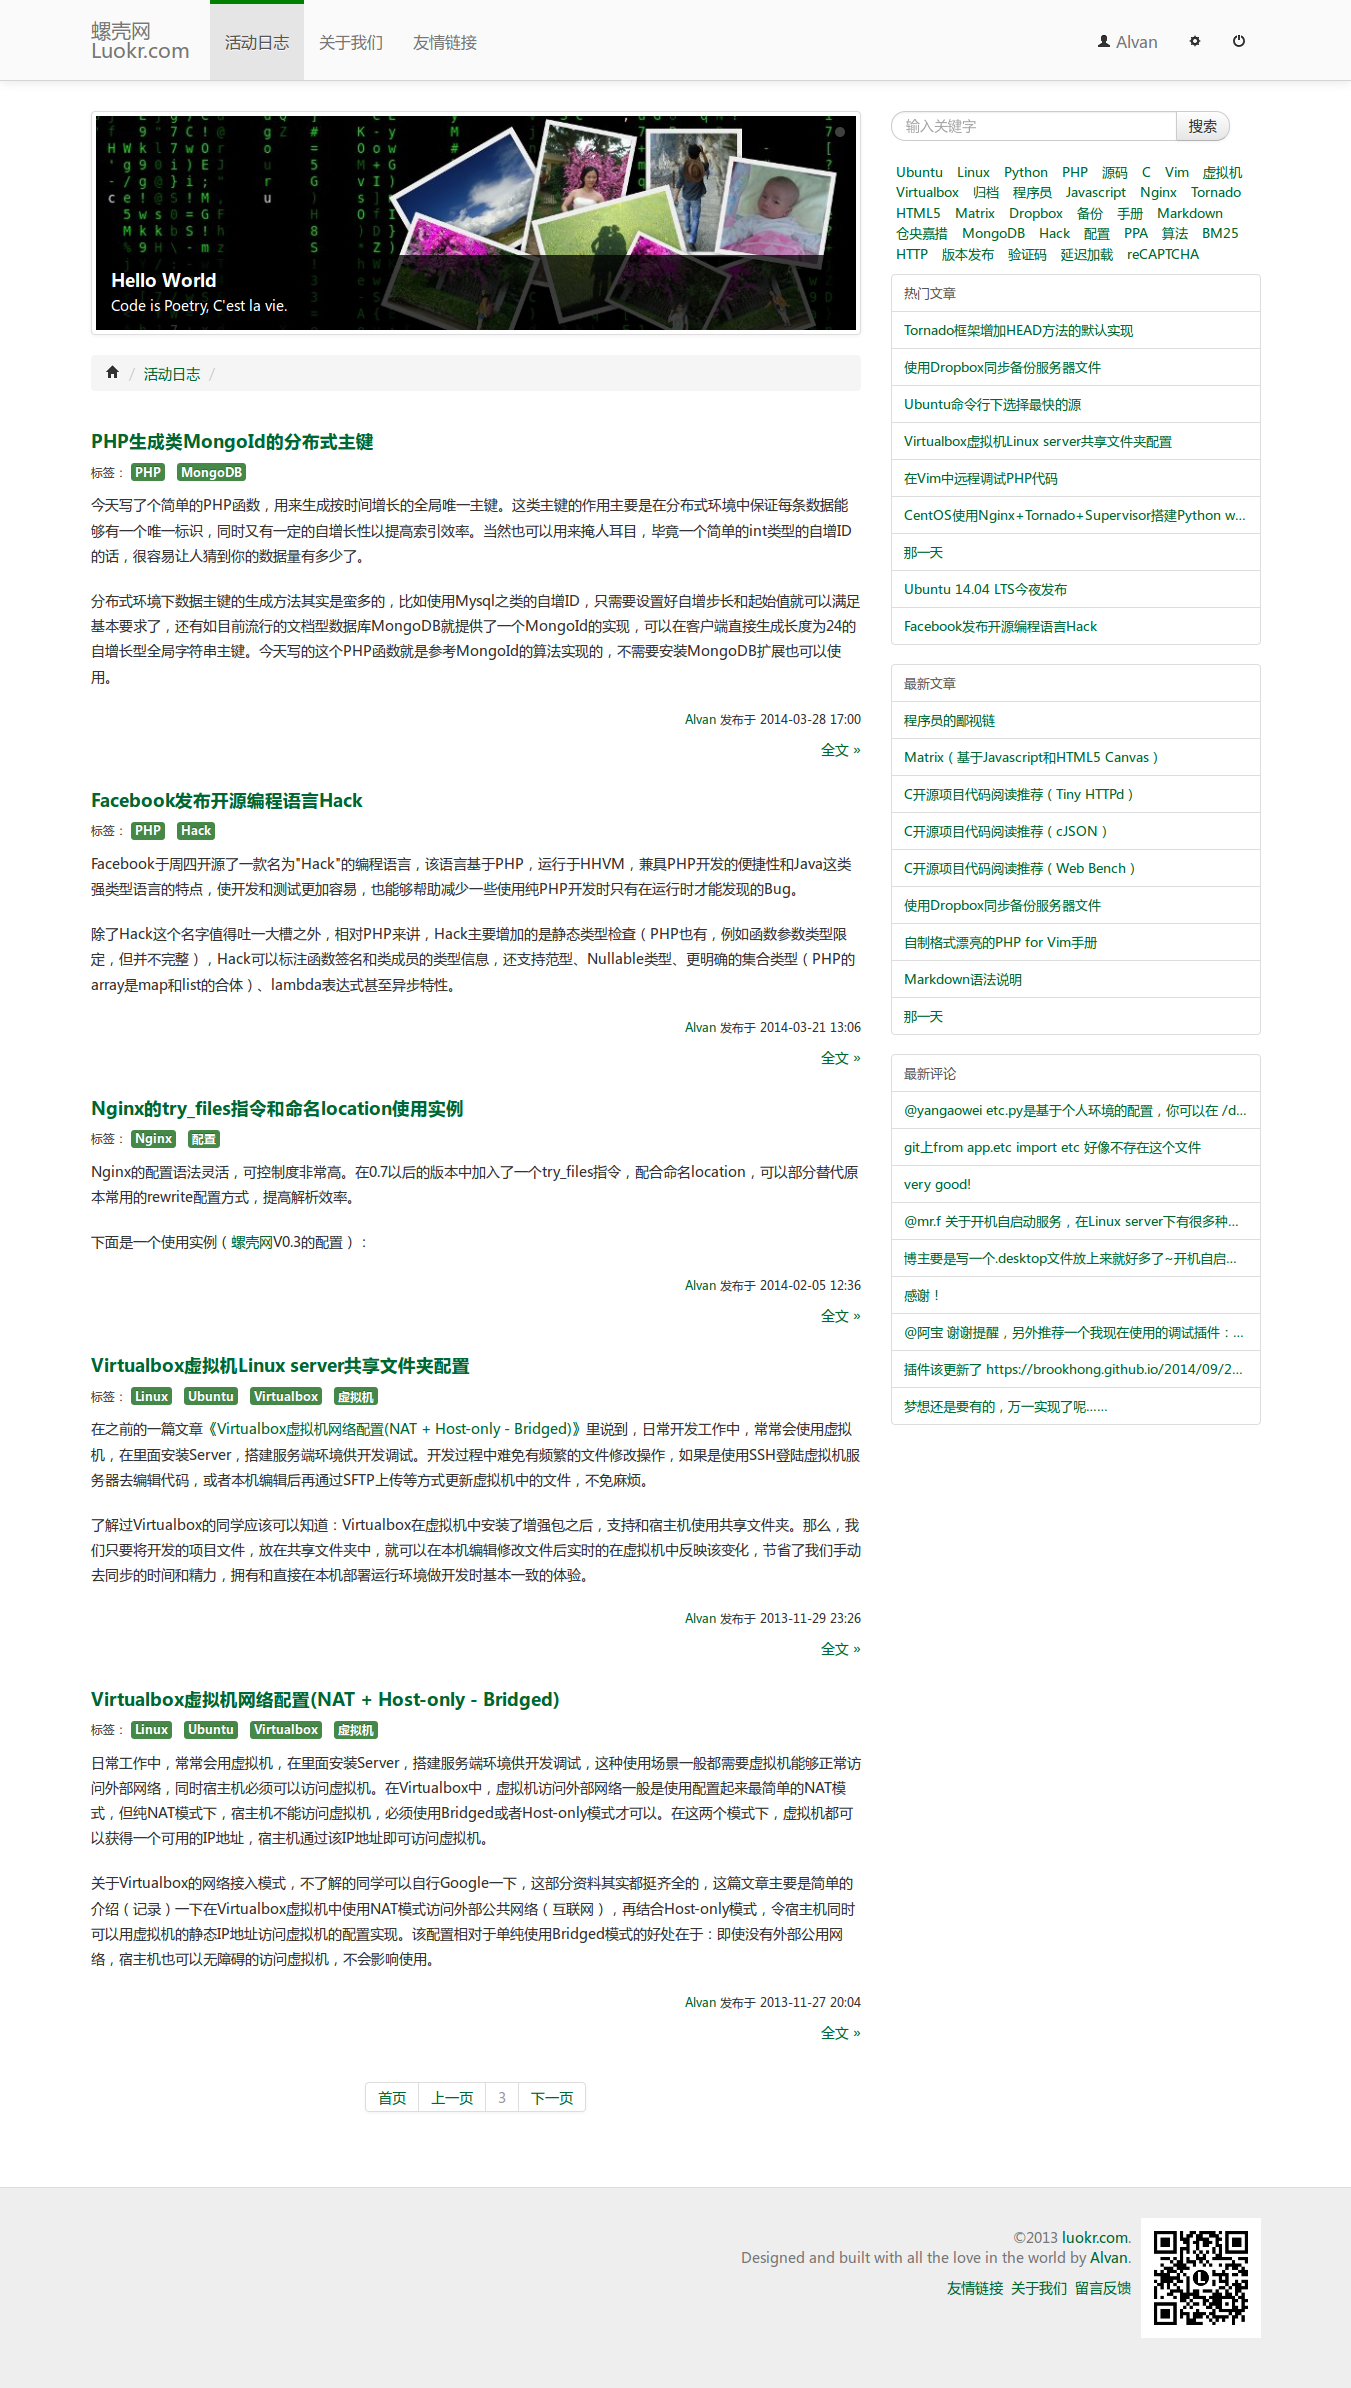 螺壳网
Luokr.com
活动日志
关于我们
友情链接
Alvan
Hello World
Code is Poetry, C'est la vie.
活动日志 /
PHP生成类MongoId的分布式主键
标签： PHP MongoDB
今天写了个简单的PHP函数，用来生成按时间增长的全局唯一主键。这类主键的作用主要是在分布式环境中保证每条数据能
够有一个唯一标识，同时又有一定的自增长性以提高索引效率。当然也可以用来掩人耳目，毕竟一个简单的int类型的自增ID
的话，很容易让人猜到你的数据量有多少了。
分布式环境下数据主键的生成方法其实是蛮多的，比如使用Mysql之类的自增ID，只需要设置好自增步长和起始值就可以满足
基本要求了，还有如目前流行的文档型数据库MongoDB就提供了一个MongoId的实现，可以在客户端直接生成长度为24的
自增长型全局字符串主键。今天写的这个PHP函数就是参考MongoId的算法实现的，不需要安装MongoDB扩展也可以使
用。
Alvan 发布于 2014-03-28 17:00
全文 »
Facebook发布开源编程语言Hack
标签： PHP Hack
Facebook于周四开源了一款名为"Hack"的编程语言，该语言基于PHP，运行于HHVM，兼具PHP开发的便捷性和Java这类
强类型语言的特点，使开发和测试更加容易，也能够帮助减少一些使用纯PHP开发时只有在运行时才能发现的Bug。
除了Hack这个名字值得吐一大槽之外，相对PHP来讲，Hack主要增加的是静态类型检查（PHP也有，例如函数参数类型限
定，但并不完整），Hack可以标注函数签名和类成员的类型信息，还支持范型、Nullable类型、更明确的集合类型（PHP的
array是map和list的合体）、lambda表达式甚至异步特性。
Alvan 发布于 2014-03-21 13:06
全文 »
Nginx的try_files指令和命名location使用实例
标签： Nginx 配置
Nginx的配置语法灵活，可控制度非常高。在0.7以后的版本中加入了一个try_files指令，配合命名location，可以部分替代原
本常用的rewrite配置方式，提高解析效率。
下面是一个使用实例（螺壳网V0.3的配置）：
Alvan 发布于 2014-02-05 12:36
全文 »
Virtualbox虚拟机Linux server共享文件夹配置
标签： Linux Ubuntu Virtualbox 虚拟机
在之前的一篇文章《Virtualbox虚拟机网络配置(NAT + Host-only - Bridged)》里说到，日常开发工作中，常常会使用虚拟
机，在里面安装Server，搭建服务端环境供开发调试。开发过程中难免有频繁的文件修改操作，如果是使用SSH登陆虚拟机服
务器去编辑代码，或者本机编辑后再通过SFTP上传等方式更新虚拟机中的文件，不免麻烦。
了解过Virtualbox的同学应该可以知道：Virtualbox在虚拟机中安装了增强包之后，支持和宿主机使用共享文件夹。那么，我
们只要将开发的项目文件，放在共享文件夹中，就可以在本机编辑修改文件后实时的在虚拟机中反映该变化，节省了我们手动
去同步的时间和精力，拥有和直接在本机部署运行环境做开发时基本一致的体验。
Alvan 发布于 2013-11-29 23:26
全文 »
Virtualbox虚拟机网络配置(NAT + Host-only - Bridged)
标签： Linux Ubuntu Virtualbox 虚拟机
日常工作中，常常会用虚拟机，在里面安装Server，搭建服务端环境供开发调试，这种使用场景一般都需要虚拟机能够正常访
问外部网络，同时宿主机必须可以访问虚拟机。在Virtualbox中，虚拟机访问外部网络一般是使用配置起来最简单的NAT模
式，但纯NAT模式下，宿主机不能访问虚拟机，必须使用Bridged或者Host-only模式才可以。在这两个模式下，虚拟机都可
以获得一个可用的IP地址，宿主机通过该IP地址即可访问虚拟机。
关于Virtualbox的网络接入模式，不了解的同学可以自行Google一下，这部分资料其实都挺齐全的，这篇文章主要是简单的
介绍（记录）一下在Virtualbox虚拟机中使用NAT模式访问外部公共网络（互联网），再结合Host-only模式，令宿主机同时
可以用虚拟机的静态IP地址访问虚拟机的配置实现。该配置相对于单纯使用Bridged模式的好处在于：即使没有外部公用网
络，宿主机也可以无障碍的访问虚拟机，不会影响使用。
Alvan 发布于 2013-11-27 20:04
全文 »
首页 上一页 3 下一页
输入关键字 搜索
Ubuntu Linux Python PHP 源码 C Vim 虚拟机
Virtualbox 归档 程序员 Javascript Nginx Tornado
HTML5 Matrix Dropbox 备份 手册 Markdown
仓央嘉措 MongoDB Hack 配置 PPA 算法 BM25
HTTP 版本发布 验证码 延迟加载 reCAPTCHA
热门文章
Tornado框架增加HEAD方法的默认实现
使用Dropbox同步备份服务器文件
Ubuntu命令行下选择最快的源
Virtualbox虚拟机Linux server共享文件夹配置
在Vim中远程调试PHP代码
CentOS使用Nginx+Tornado+Supervisor搭建Python w...
那一天
Ubuntu 14.04 LTS今夜发布
Facebook发布开源编程语言Hack
最新文章
程序员的鄙视链
Matrix（基于Javascript和HTML5 Canvas）
C开源项目代码阅读推荐（Tiny HTTPd）
C开源项目代码阅读推荐（cJSON）
C开源项目代码阅读推荐（Web Bench）
使用Dropbox同步备份服务器文件
自制格式漂亮的PHP for Vim手册
Markdown语法说明
那一天
最新评论
@yangaowei etc.py是基于个人环境的配置，你可以在 /d...
git上from app.etc import etc 好像不存在这个文件
very good!
@mr.f 关于开机自启动服务，在Linux server下有很多种...
博主要是写一个.desktop文件放上来就好多了~开机自启...
感谢！
@阿宝 谢谢提醒，另外推荐一个我现在使用的调试插件：...
插件该更新了 https://brookhong.github.io/2014/09/2...
梦想还是要有的，万一实现了呢......
©2013 luokr.com.
Designed and built with all the love in the world by Alvan.
友情链接 关于我们 留言反馈